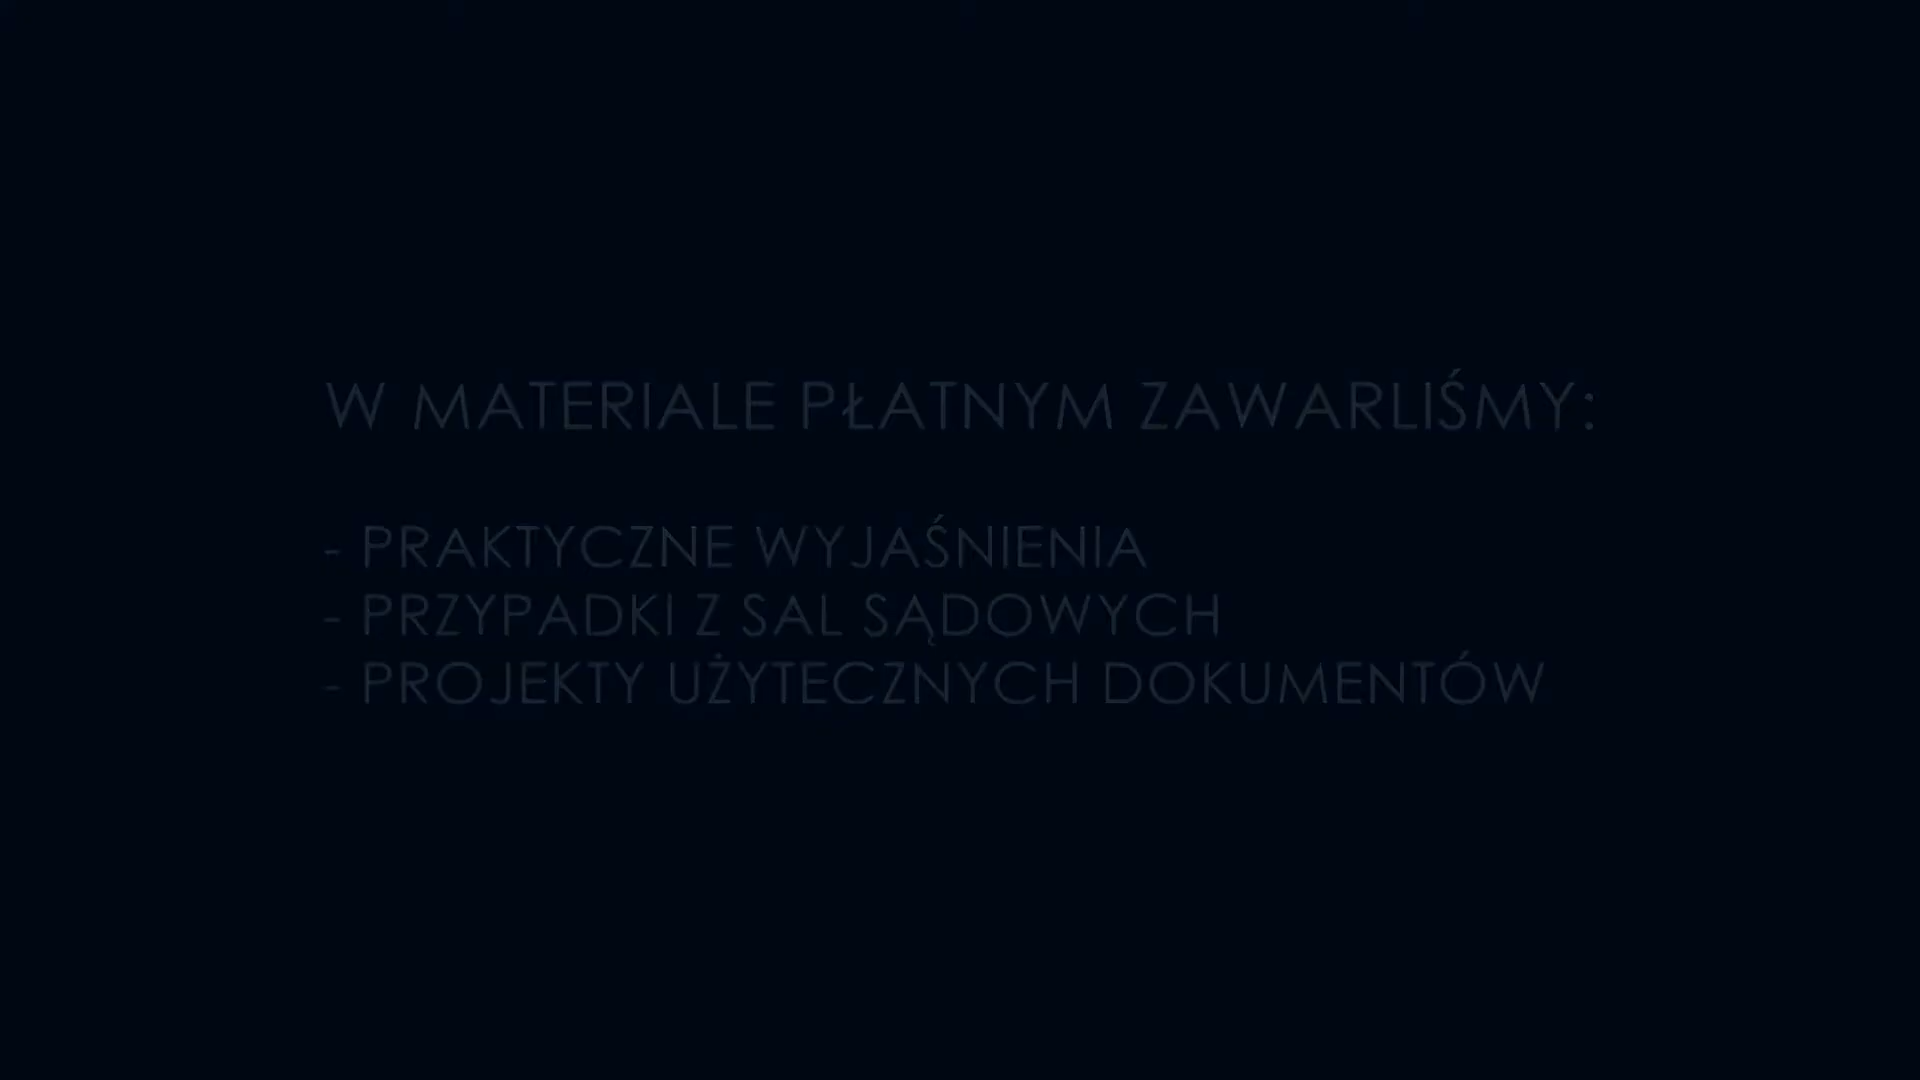 W MATERIALE PŁATNYM ZAWARLIŚMY:
- PRAKTYCZNE WYJAŚNIENIA
- PRZYPADKI Z SAL SĄDOWYCH
- PROJEKTY UŻYTECZNYCH DOKUMENTÓW